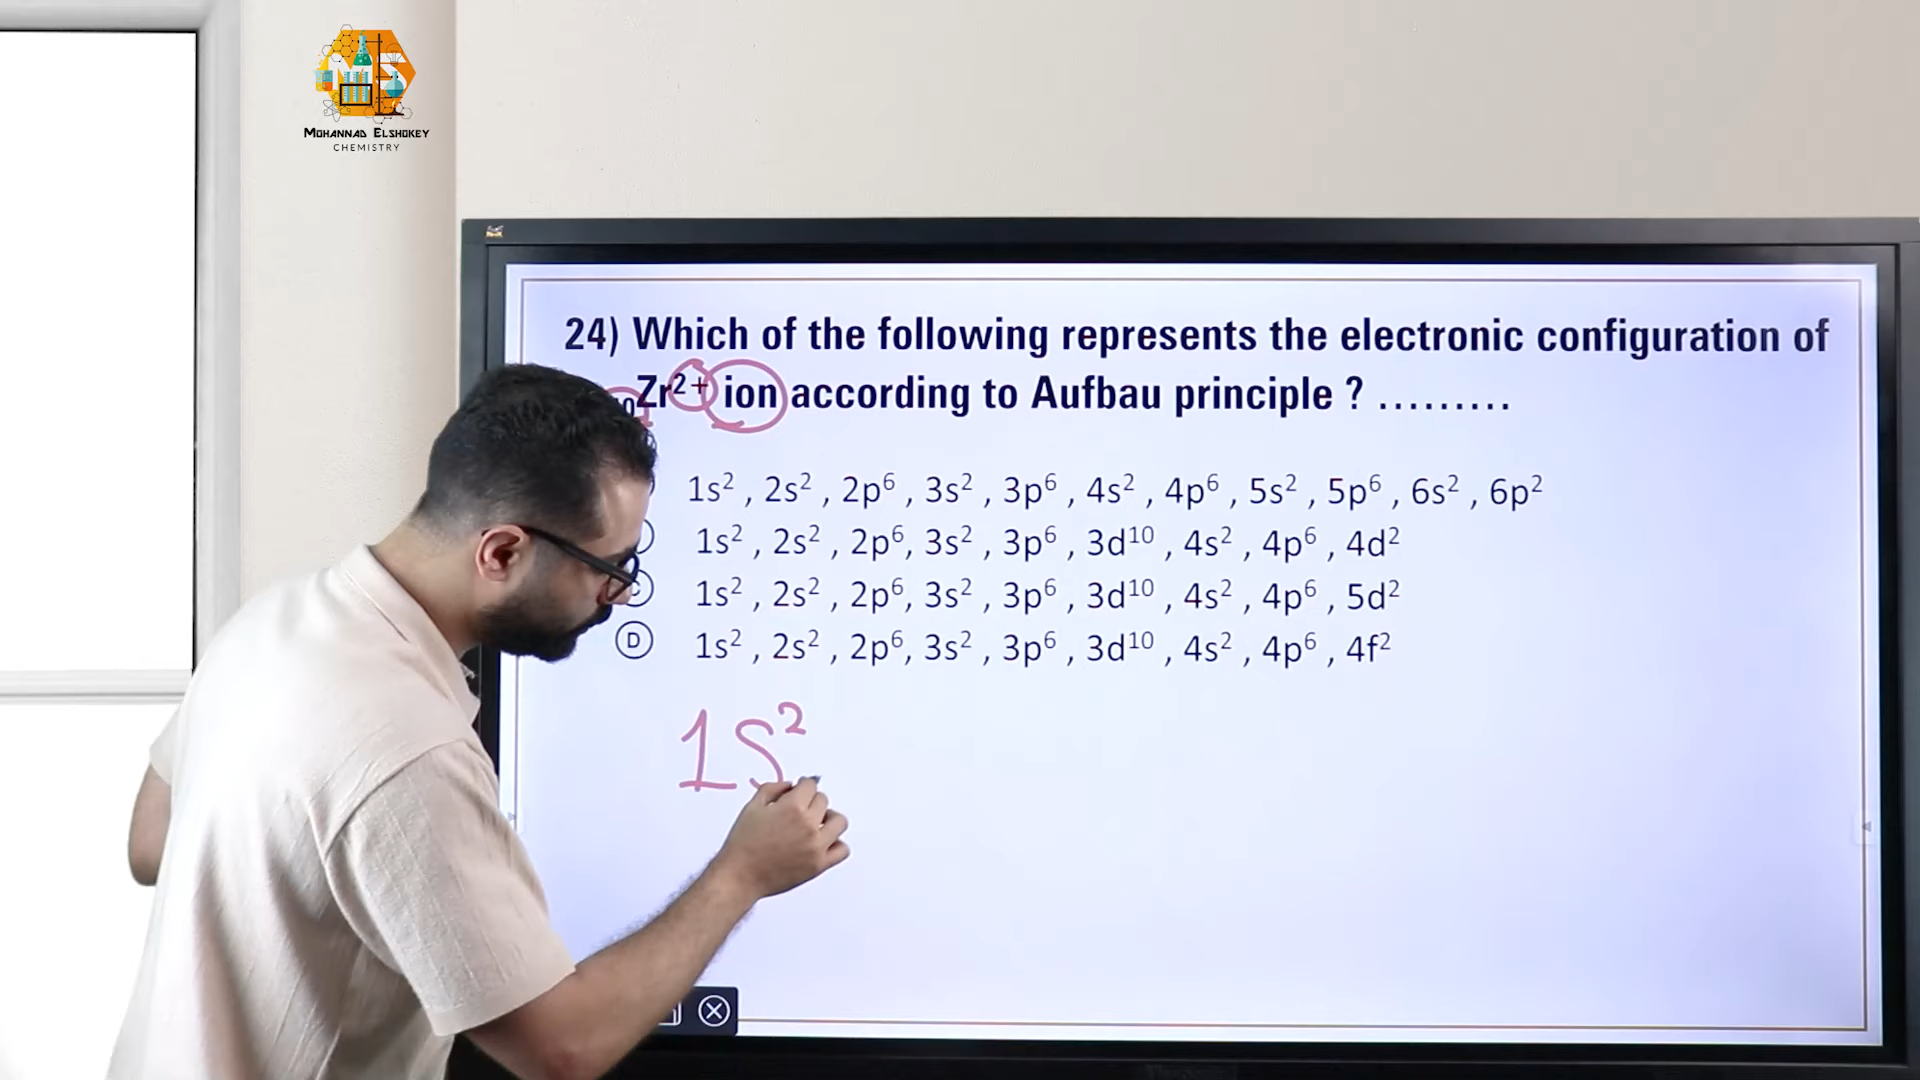 MOHANNAD ELSHOKEY
CHEMISTRY
24) Which of the following represents the electronic configuration of
Zr²⁺ ion according to Aufbau principle ? .........
1s² , 2s² , 2p⁶ , 3s² , 3p⁶ , 4s² , 4p⁶ , 5s² , 5p⁶ , 6s² , 6p²
1s² , 2s² , 2p⁶, 3s² , 3p⁶ , 3d¹⁰ , 4s² , 4p⁶ , 4d²
C 1s² , 2s² , 2p⁶, 3s² , 3p⁶ , 3d¹⁰ , 4s² , 4p⁶ , 5d²
D 1s² , 2s² , 2p⁶, 3s² , 3p⁶ , 3d¹⁰ , 4s² , 4p⁶ , 4f²
1S²